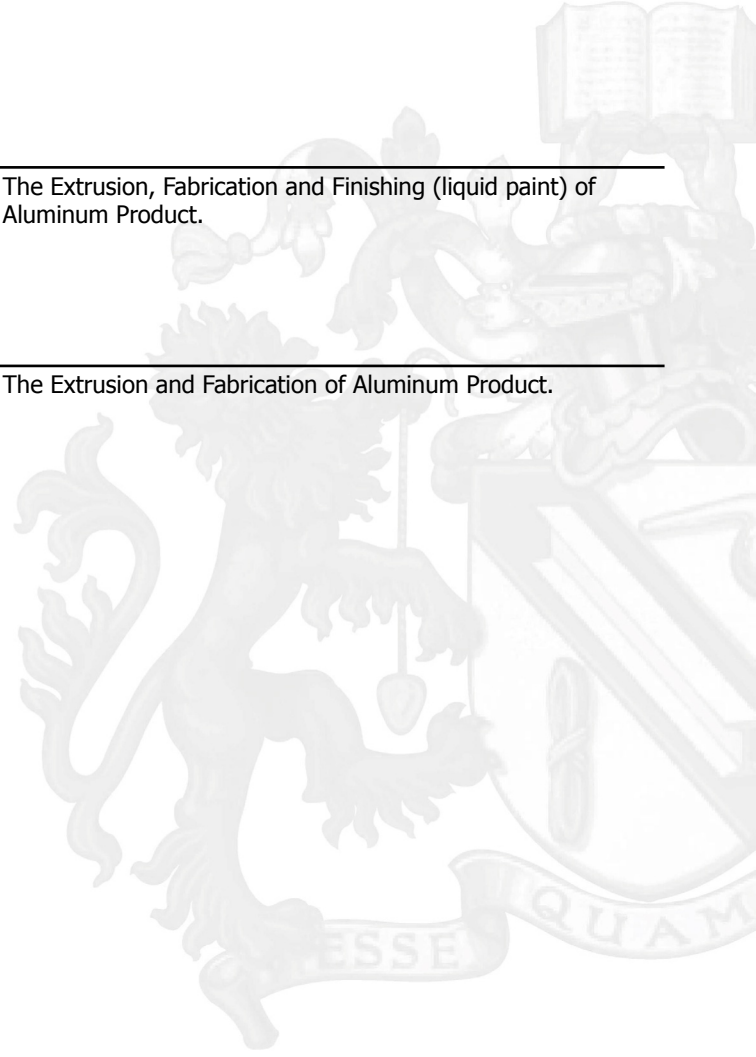 The Extrusion, Fabrication and Finishing (liquid paint) of
Aluminum Product.
The Extrusion and Fabrication of Aluminum Product.
ESSE QUAM